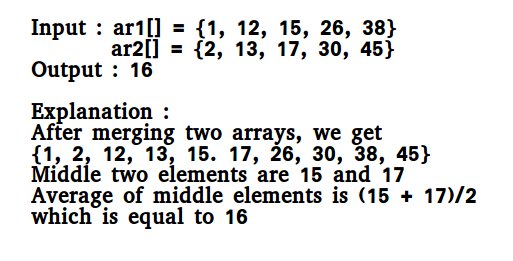 Input : ar1[] = {1, 12, 15, 26, 38}
ar2[] = {2, 13, 17, 30, 45}
Output : 16
Explanation :
After merging two arrays, we get
{1, 2, 12, 13, 15. 17, 26, 30, 38, 45}
Middle two elements are 15 and 17
Average of middle elements is (15 + 17)/2
which is equal to 16